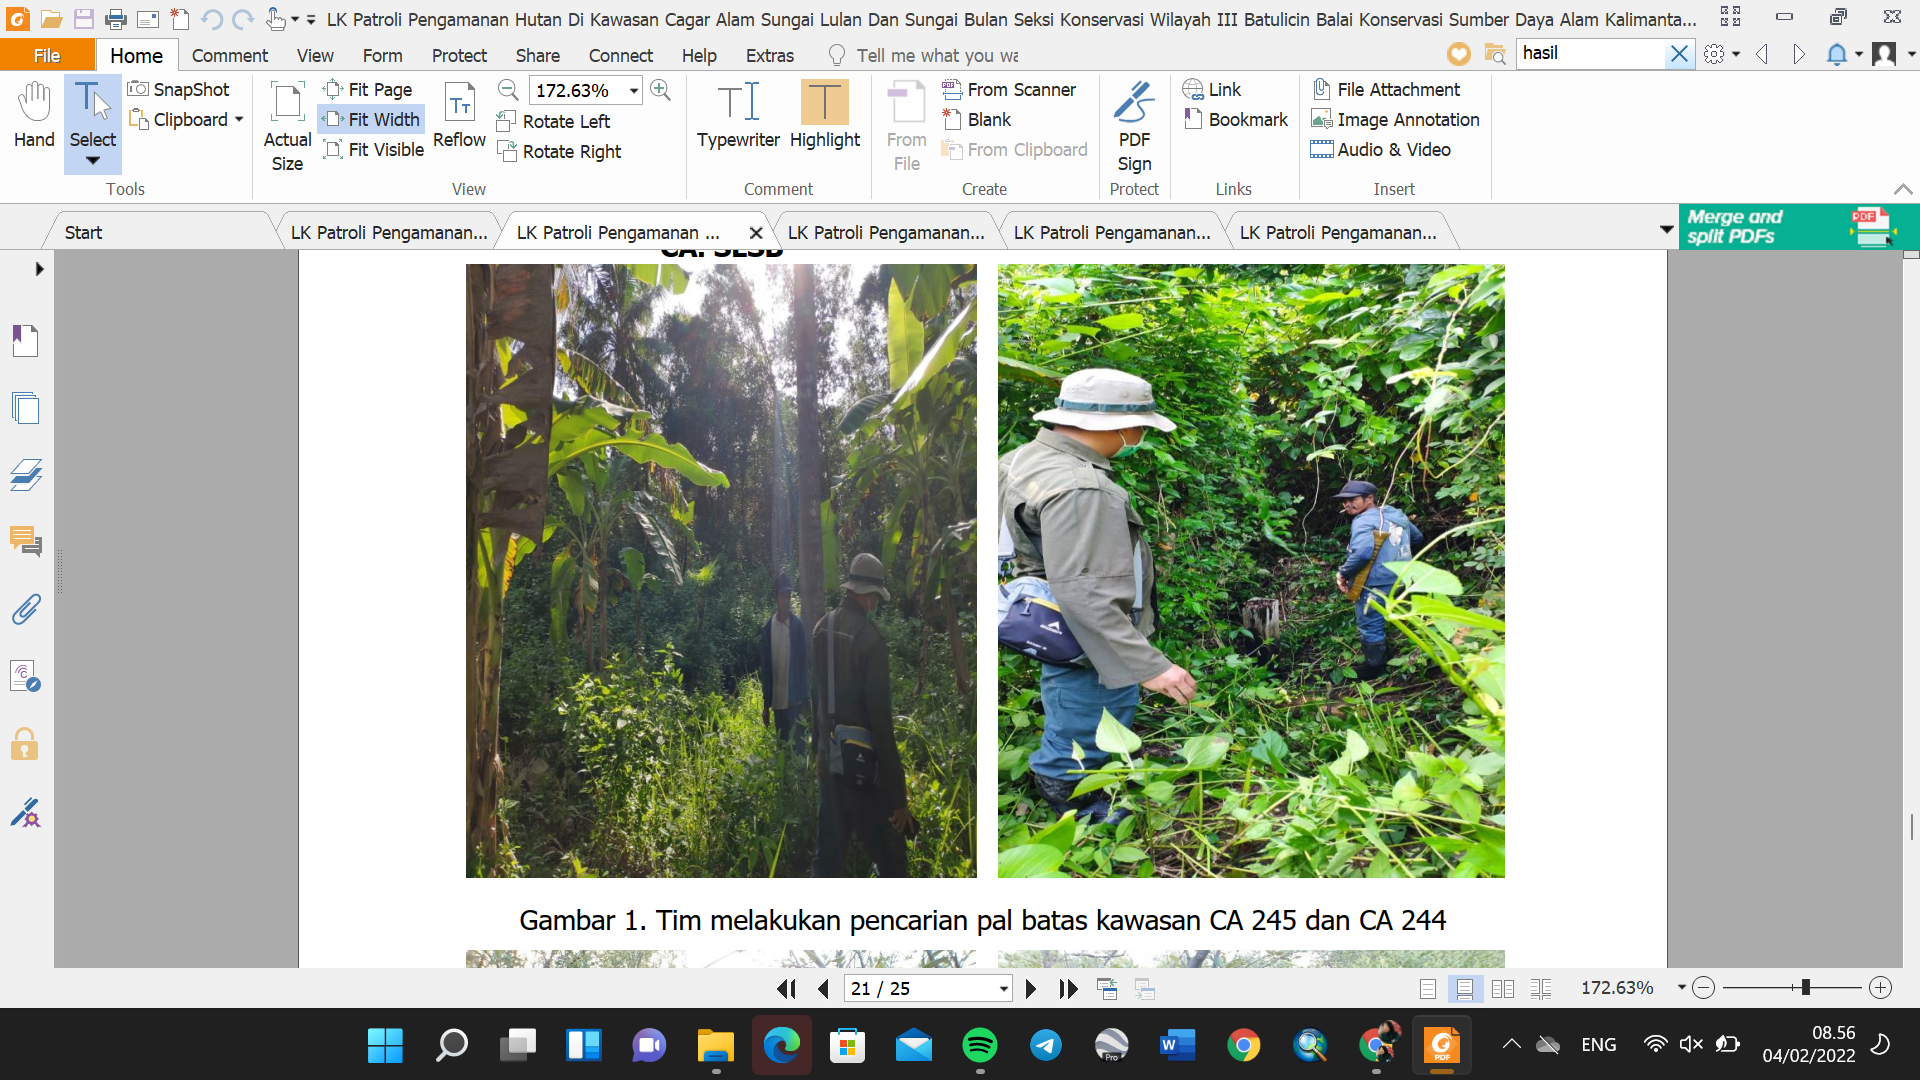 LK Patroli Pengamanan Hutan Di Kawasan Cagar Alam Sungai Lulan Dan Sungai Bulan Seksi Konservasi Wilayah III Batulicin Balai Konservasi Sumber Daya Alam Kalimanta...
File Home Comment View Form Protect Share Connect Help Extras Tell me what you wa hasil
SnapShot Fit Page 172.63% From Scanner Link File Attachment
Clipboard Fit Width Rotate Left Blank Bookmark Image Annotation
Hand Select Actual Size Fit Visible Reflow Rotate Right Typewriter Highlight From File From Clipboard PDF Sign Audio & Video
Tools View Comment Create Protect Links Insert
Start LK Patroli Pengamanan... LK Patroli Pengamanan ... LK Patroli Pengamanan... LK Patroli Pengamanan... LK Patroli Pengamanan...
Merge and
split PDFs
PDF
Gambar 1. Tim melakukan pencarian pal batas kawasan CA 245 dan CA 244
21 / 25 172.63%
Pro
W
PDF
ENG
08.56
04/02/2022